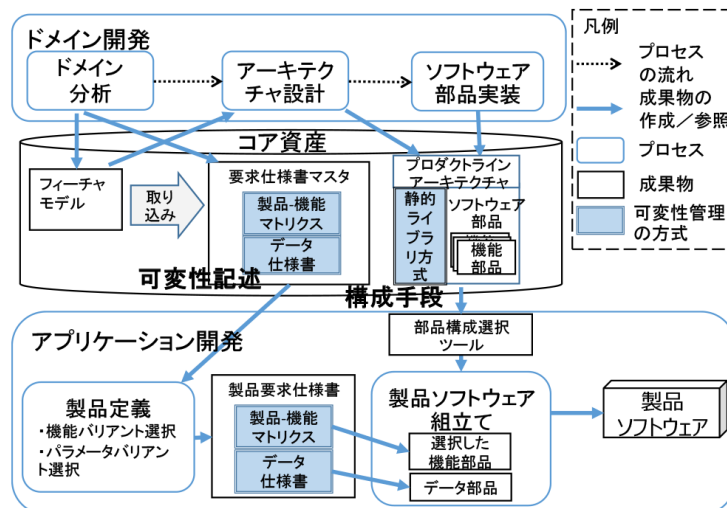 ドメイン開発
ドメイン
分析
アーキテク
チャ設計
ソフトウェア
部品実装
凡例
プロセス
の流れ
成果物の
作成/参照
プロセス
成果物
可変性管理
の方式
コア資産
フィーチャ
モデル
取り
込み
要求仕様書マスタ
製品-機能
マトリクス
データ
仕様書
プロダクトライン
アーキテクチャ
静的
ライ
ブラ
リ方
式
ソフトウェア
部品
機能
部品
可変性記述
構成手段
アプリケーション開発
部品構成選択
ツール
製品定義
・機能バリアント選択
・パラメータバリアン
ト選択
製品要求仕様書
製品-機能
マトリクス
データ
仕様書
製品ソフトウェア
組立て
選択した
機能部品
データ部品
製品
ソフトウェア